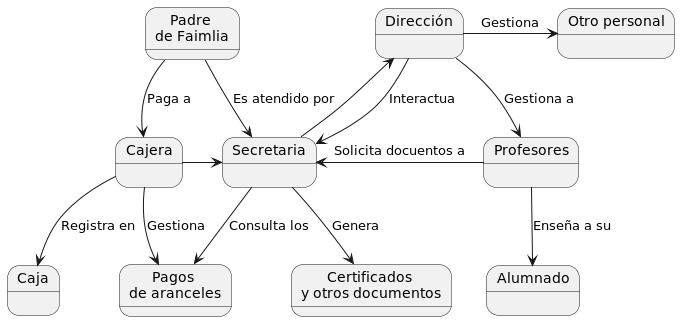 Padre
de Faimlia
Dirección
Gestiona
Otro personal
Paga a
Es atendido por
Interactua
Gestiona a
Cajera
Secretaria
Solicita docuentos a
Profesores
Registra en
Gestiona
Consulta los
Genera
Enseña a su
Caja
Pagos
de aranceles
Certificados
y otros documentos
Alumnado